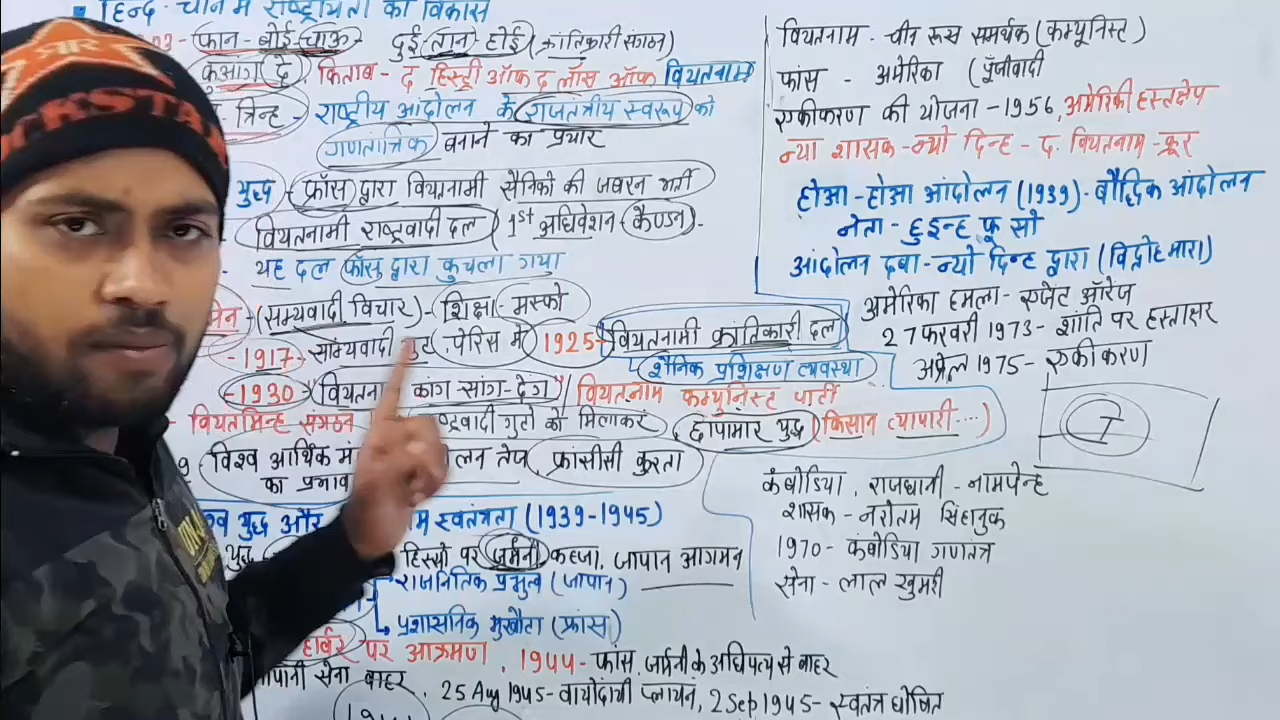 हिन्द - चीन में राष्ट्रीयता का विकास
फान - बोई - चाऊ - दुई तान होई (क्रांतिकारी संगठन)
कुआंग दे, किताब - द हिस्ट्री ऑफ द लॉस ऑफ वियतनाम
त्रिन्ह - राष्ट्रीय आंदोलन के राजतंत्रीय स्वरूप को
गणतांत्रिक बनाने का प्रयार
युद्ध - फ्रांस द्वारा वियतनामी सैनिकों की जबरन भर्ती
वियतनामी राष्ट्रवादी दल (1st अधिवेशन कैण्टन) -
यह दल फ्रांस द्वारा कुचला गया
(सम्यवादी विचार) - शिक्षा - मस्को
- 1917 - साम्यवादी गुट पेरिस में 1925 - वियतनामी क्रांतिकारी दल
सैनिक प्रशिक्षण व्यवस्था
- 1930 - "वियतना कांग सांग - देंग" / वियतनाम कम्युनिस्ट पार्टी
- वियतमिन्ह संगठन ष्ट्रवादी गुटो को मिलाकर, छापामार युद्ध (किसान व्यापारी ....)
विश्व आर्थिक मं लन तेज, फ्रांसीसी क्रुरता
का प्रभाव
युद्ध और म स्वतंत्रता (1939-1945)
युद्ध हिस्सो पर जर्मनी कब्जा, जापान आगमन
राजनितिक प्रभुत्व (जापान)
प्रशासनिक मुखौटा (फ्रांस)
हार्बर पर आक्रमण, 1944 - फ्रांस, जर्मनी के अधिपत्य से बाहर
जापानी सेना बाहर, 25 Aug 1945 - बायोदायी प्लायन, 2 Sep 1945 - स्वतंत्र घोषित
वियतनाम - चीन रूस समर्थक (कम्यूनिस्ट)
फ्रांस - अमेरिका (पुँजीवादी
एकीकरण की योजना - 1956, अमेरिकी हस्तक्षेप
न्या शासक - न्यो दिन्ह - द. वियतनाम - क्रूर
होआ - होआ आंदोलन (1939) - बौद्धिक आंदोलन
नेता - हुइन्ह फू सो
आंदोलन दबा - न्यो दिन्ह द्वारा (विद्रोह मारा)
अमेरिका हमला - एजेंट ऑरेंज
27 फरवरी 1973 - शांति पर हस्ताक्षर
अप्रैल 1975 - एकीकरण
कंबोडिया, राजधानी - नामपेन्ह
शासक - नरोतम सिंहानुक
1970 - कंबोडिया गणतंत्र
सेना - लाल खुमरी